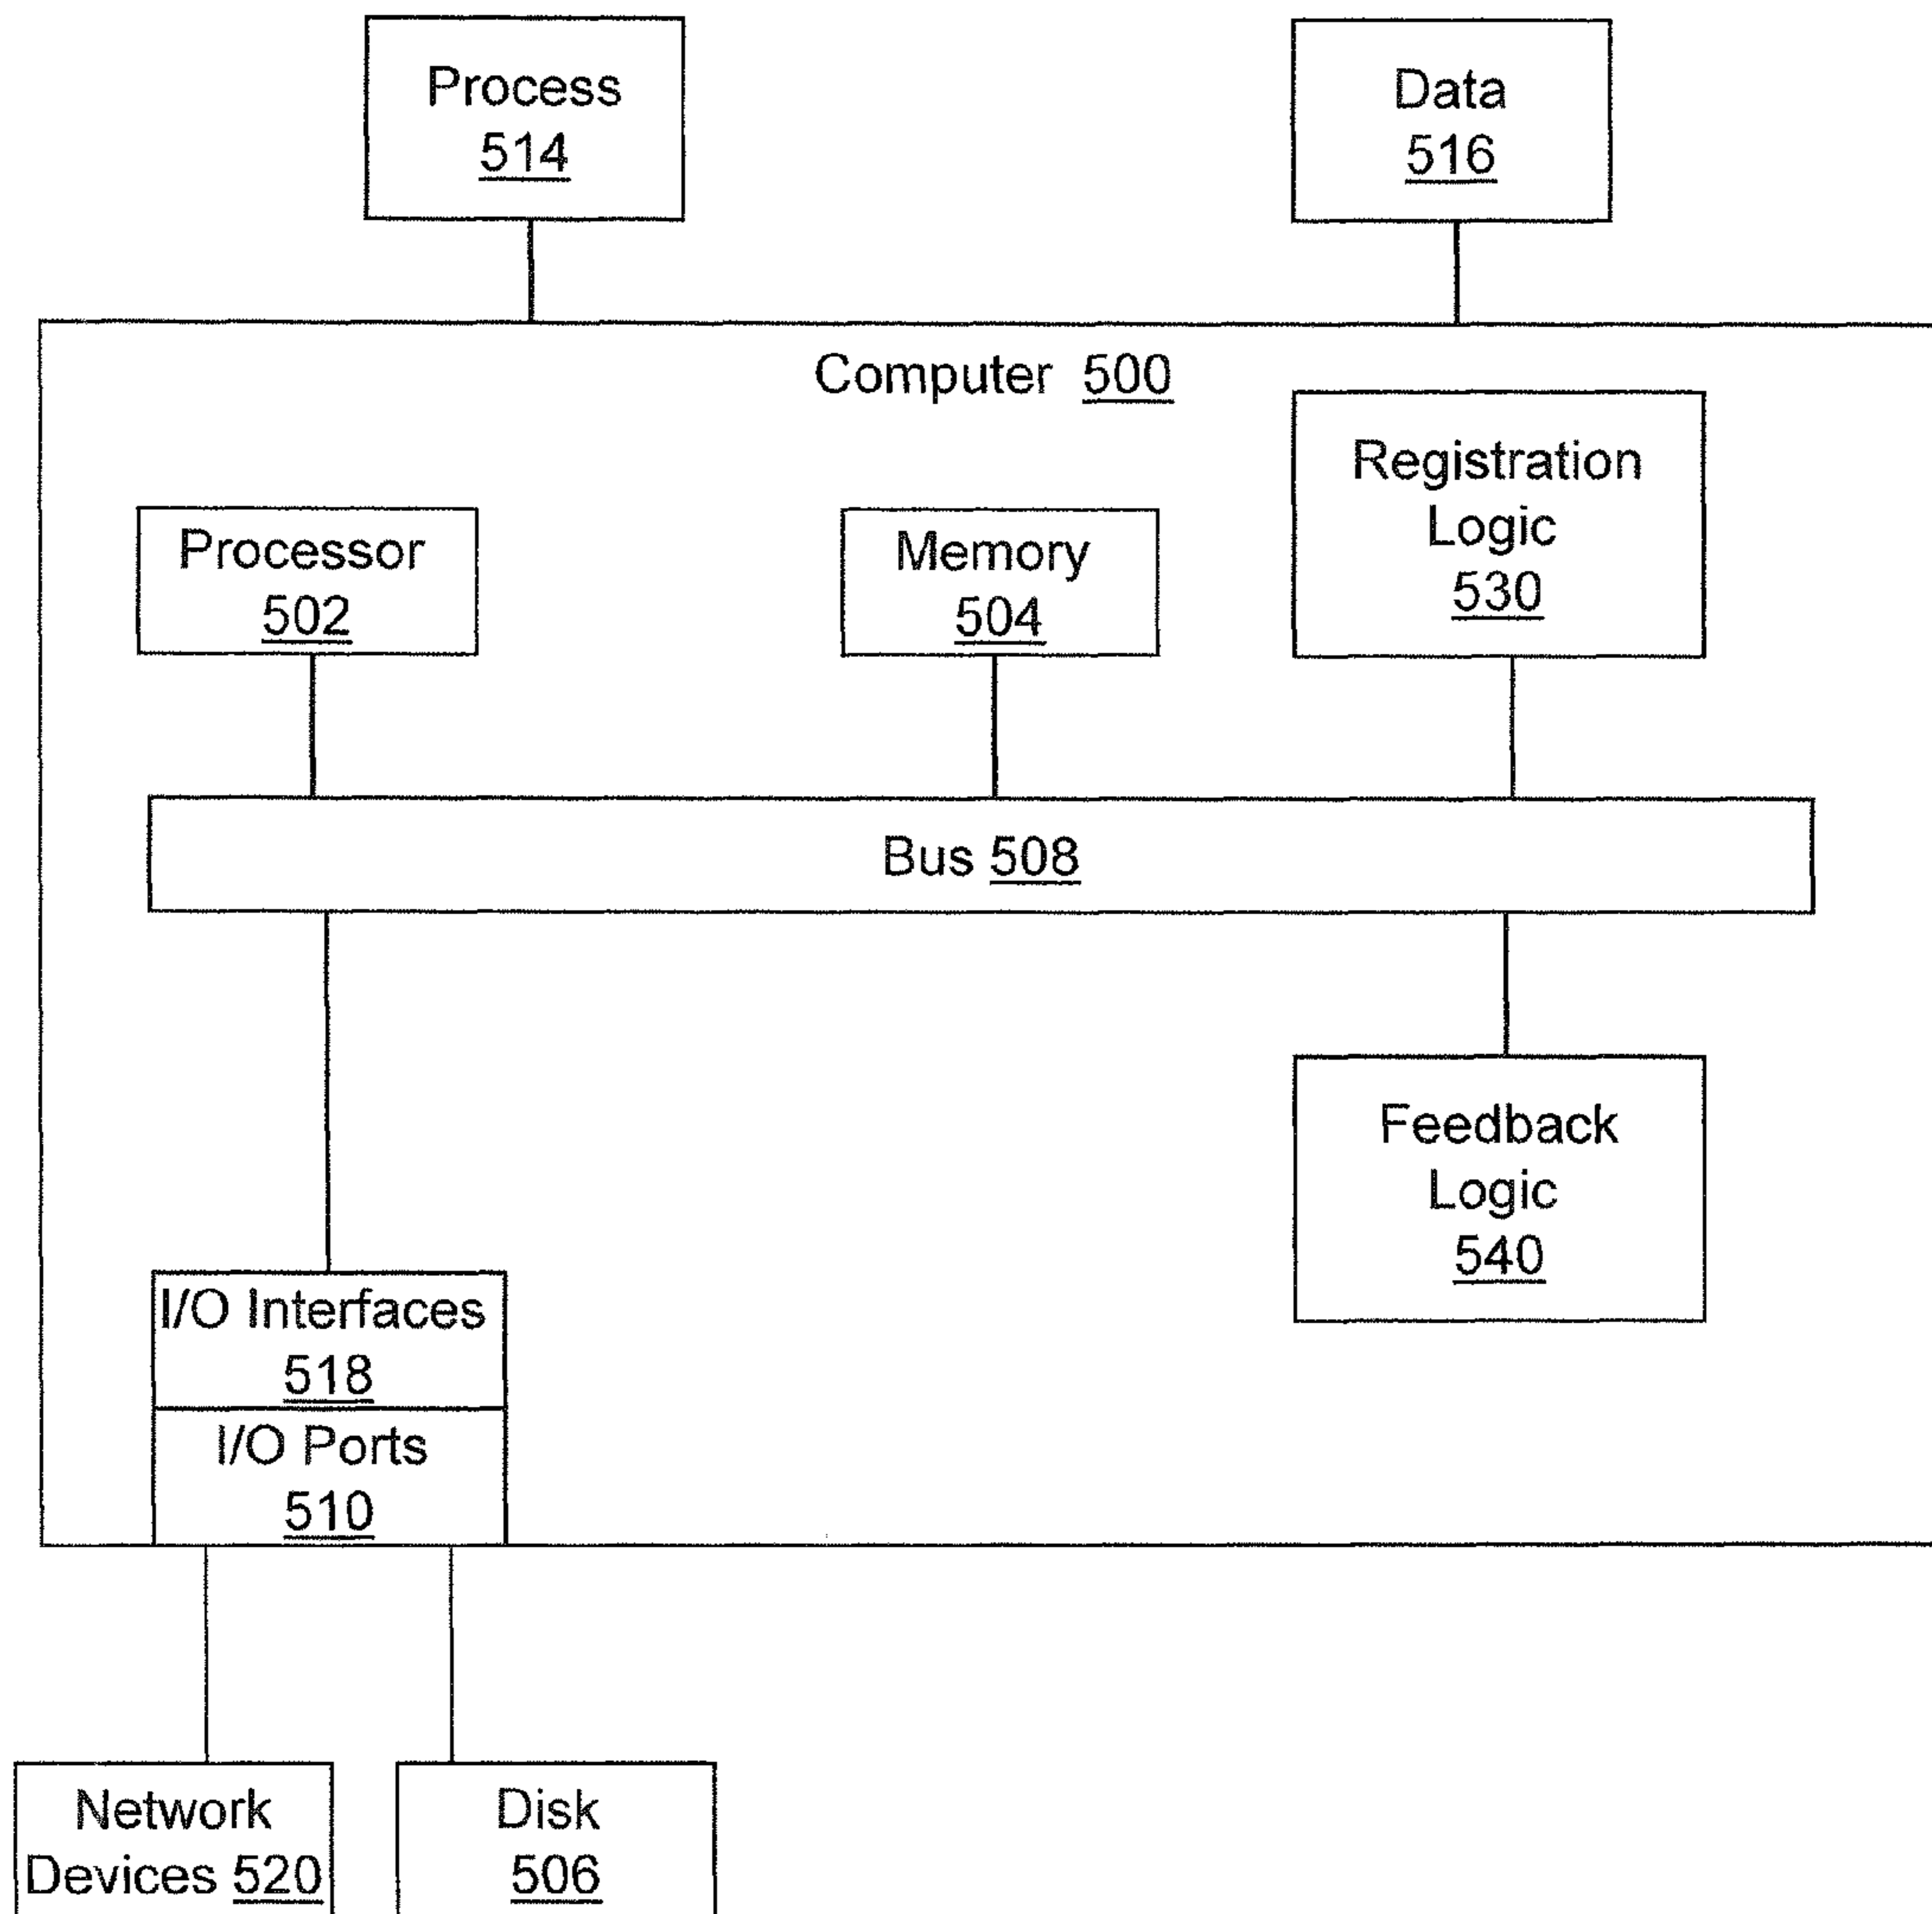 Process
514
Data
516
Computer 500
Registration
Logic
530
Processor
502
Memory
504
Bus 508
Feedback
Logic
540
I/O Interfaces
518
I/O Ports
510
Network
Devices 520
Disk
506